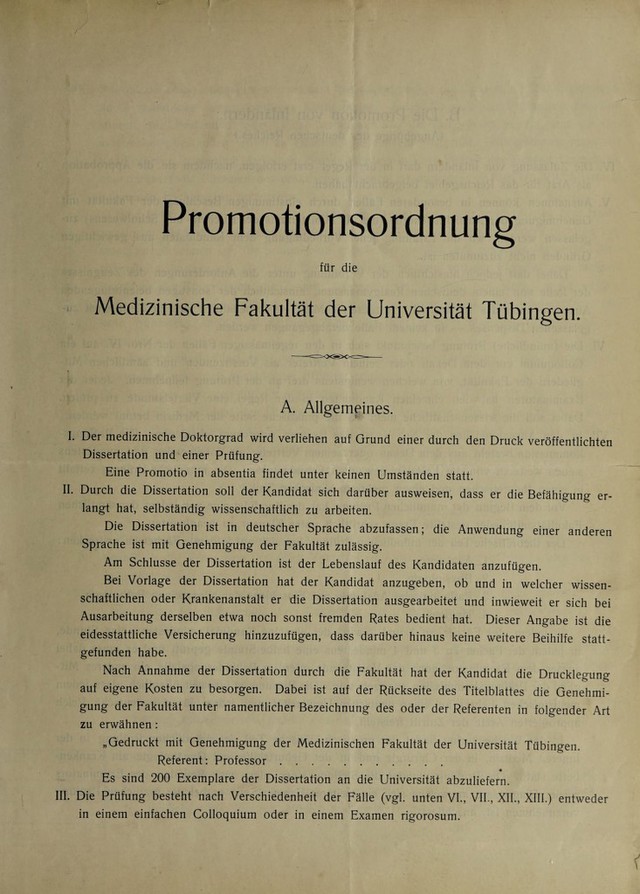 Promotionsordnung
für die
Medizinische Fakultät der Universität Tübingen.
A. Allgemeines.
I. Der medizinische Doktorgrad wird verliehen auf Grund einer durch den Druck veröffentlichten
Dissertation und einer Prüfung.
Eine Promotio in absentia findet unter keinen Umständen statt.
II. Durch die Dissertation soll der Kandidat sich darüber ausweisen, dass er die Befähigung er-
langt hat, selbständig wissenschaftlich zu arbeiten.
Die Dissertation ist in deutscher Sprache abzufassen; die Anwendung einer anderen
Sprache ist mit Genehmigung der Fakultät zulässig.
Am Schlusse der Dissertation ist der Lebenslauf des Kandidaten anzufügen.
Bei Vorlage der Dissertation hat der Kandidat anzugeben, ob und in welcher wissen-
schaftlichen oder Krankenanstalt er die Dissertation ausgearbeitet und inwieweit er sich bei
Ausarbeitung derselben etwa noch sonst fremden Rates bedient hat. Dieser Angabe ist die
eidesstattliche Versicherung hinzuzufügen, dass darüber hinaus keine weitere Beihilfe statt-
gefunden habe.
Nach Annahme der Dissertation durch die Fakultät hat der Kandidat die Drucklegung
auf eigene Kosten zu besorgen. Dabei ist auf der Rückseite des Titelblattes die Genehmi-
gung der Fakultät unter namentlicher Bezeichnung des oder der Referenten in folgender Art
zu erwähnen:
„Gedruckt mit Genehmigung der Medizinischen Fakultät der Universität Tübingen.
Referent: Professor . . . . . . . . . . .
Es sind 200 Exemplare der Dissertation an die Universität abzuliefern.
III. Die Prüfung besteht nach Verschiedenheit der Fälle (vgl. unten VI., VII., XII., XIII.) entweder
in einem einfachen Colloquium oder in einem Examen rigorosum.